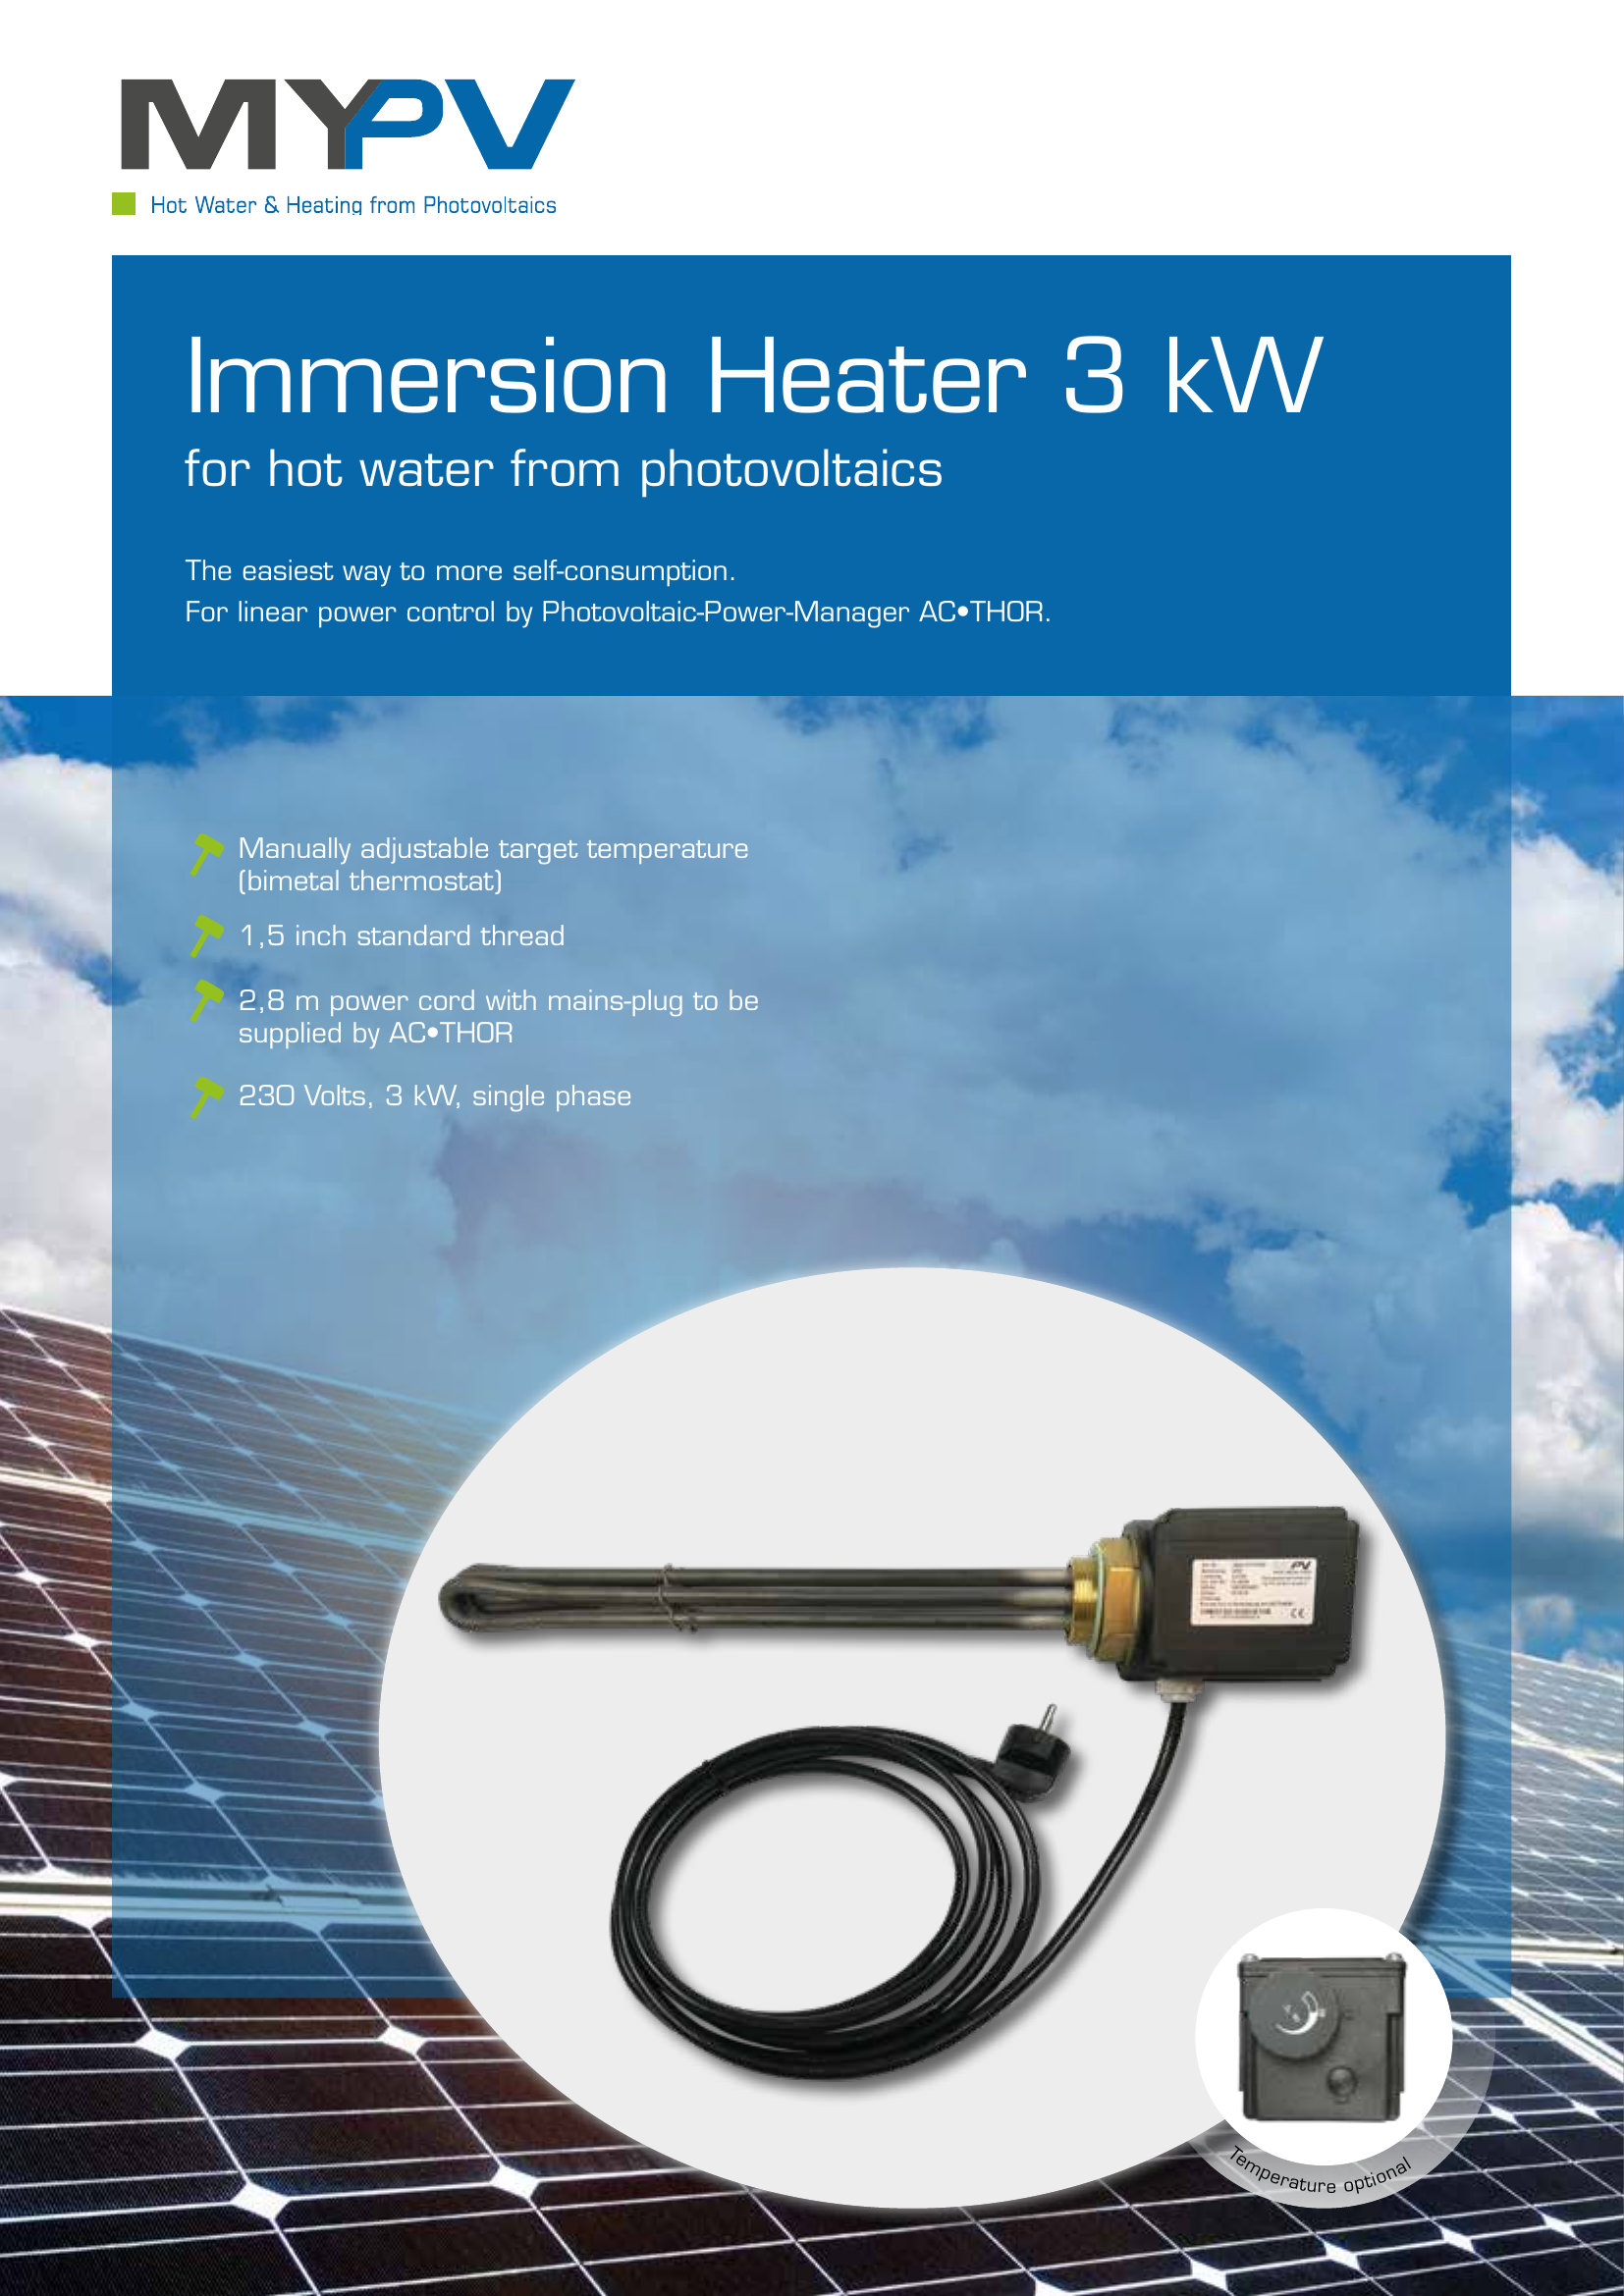 MYPV
Hot Water & Heating from Photovoltaics
Immersion Heater 3 kW
for hot water from photovoltaics
The easiest way to more self-consumption.
For linear power control by Photovoltaic-Power-Manager AC•THOR.
Manually adjustable target temperature
(bimetal thermostat)
1,5 inch standard thread
2,8 m power cord with mains-plug to be
supplied by AC•THOR
230 Volts, 3 kW, single phase
PV
CE
Temperature optional